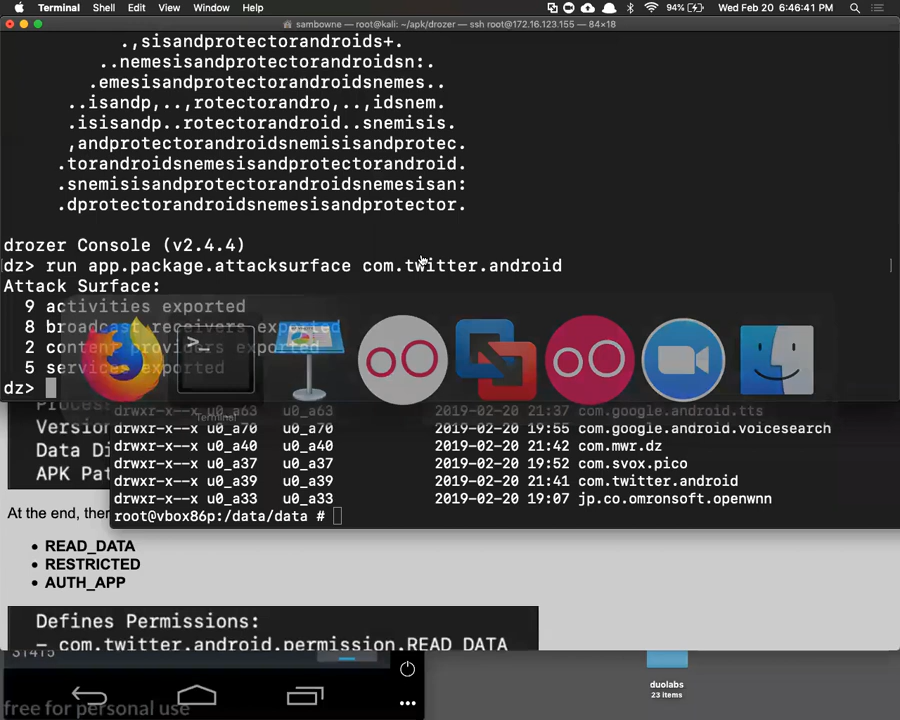 Terminal Shell Edit View Window Help 94% Wed Feb 20 6:46:41 PM
sambowne — root@kali: ~/apk/drozer — ssh root@172.16.123.155 — 84×18
.,sisandprotectorandroids+.
..nemesisandprotectorandroidsn:.
.emesisandprotectorandroidsnemes..
..isandp,..,rotectorandro,..,idsnem.
.isisandp..rotectorandroid..snemisis.
,andprotectorandroidsnemisisandprotec.
.torandroidsnemesisandprotectorandroid.
.snemisisandprotectorandroidsnemesisan:
.dprotectorandroidsnemesisandprotector.
drozer Console (v2.4.4)
dz> run app.package.attacksurface com.twitter.android
Attack Surface:
9 activities exported
8 broadcast receivers exported
2 content providers exported
5 services exported
dz>
Terminal
Proces
drwxr-x--x u0_a63 u0_a63 2019-02-20 21:37 com.google.android.tts
Version
drwxr-x--x u0_a70 u0_a70 2019-02-20 19:55 com.google.android.voicesearch
Data Di
drwxr-x--x u0_a40 u0_a40 2019-02-20 21:42 com.mwr.dz
drwxr-x--x u0_a37 u0_a37 2019-02-20 19:52 com.svox.pico
APK Pat
drwxr-x--x u0_a39 u0_a39 2019-02-20 21:41 com.twitter.android
drwxr-x--x u0_a33 u0_a33 2019-02-20 19:07 jp.co.omronsoft.openwnn
root@vbox86p:/data/data #
At the end, ther
• READ_DATA
• RESTRICTED
• AUTH_APP
Defines Permissions:
– com.twitter.android.permission.READ_DATA
31415
free for personal use
duolabs
23 items